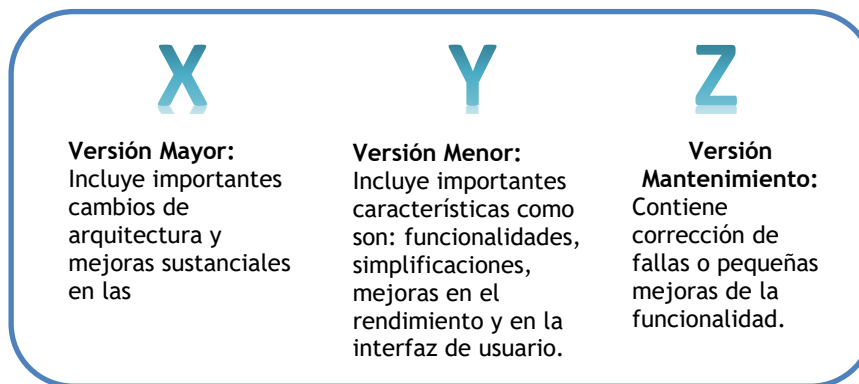 X
Versión Mayor:
Incluye importantes
cambios de
arquitectura y
mejoras sustanciales
en las
Y
Versión Menor:
Incluye importantes
características como
son: funcionalidades,
simplificaciones,
mejoras en el
rendimiento y en la
interfaz de usuario.
Z
Versión
Mantenimiento:
Contiene
corrección de
fallas o pequeñas
mejoras de la
funcionalidad.